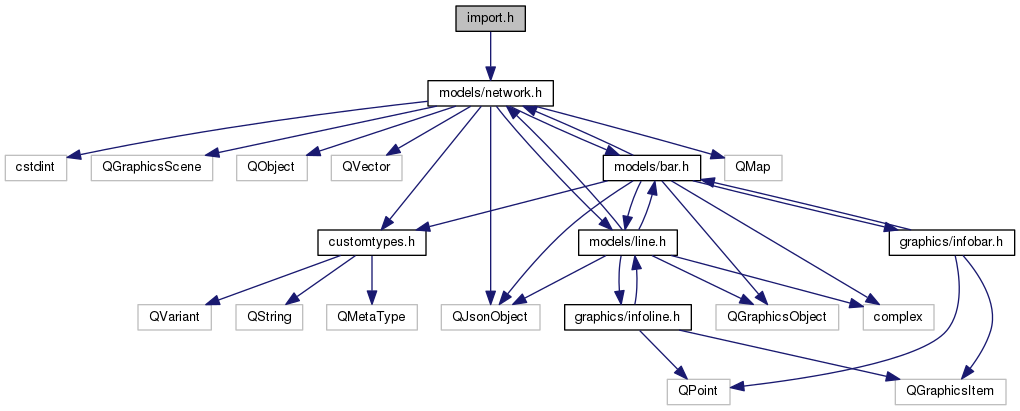 import.h
models/network.h
cstdint
QGraphicsScene
QObject
QVector
models/bar.h
QMap
customtypes.h
models/line.h
graphics/infobar.h
QVariant
QString
QMetaType
QJsonObject
graphics/infoline.h
QGraphicsObject
complex
QPoint
QGraphicsItem